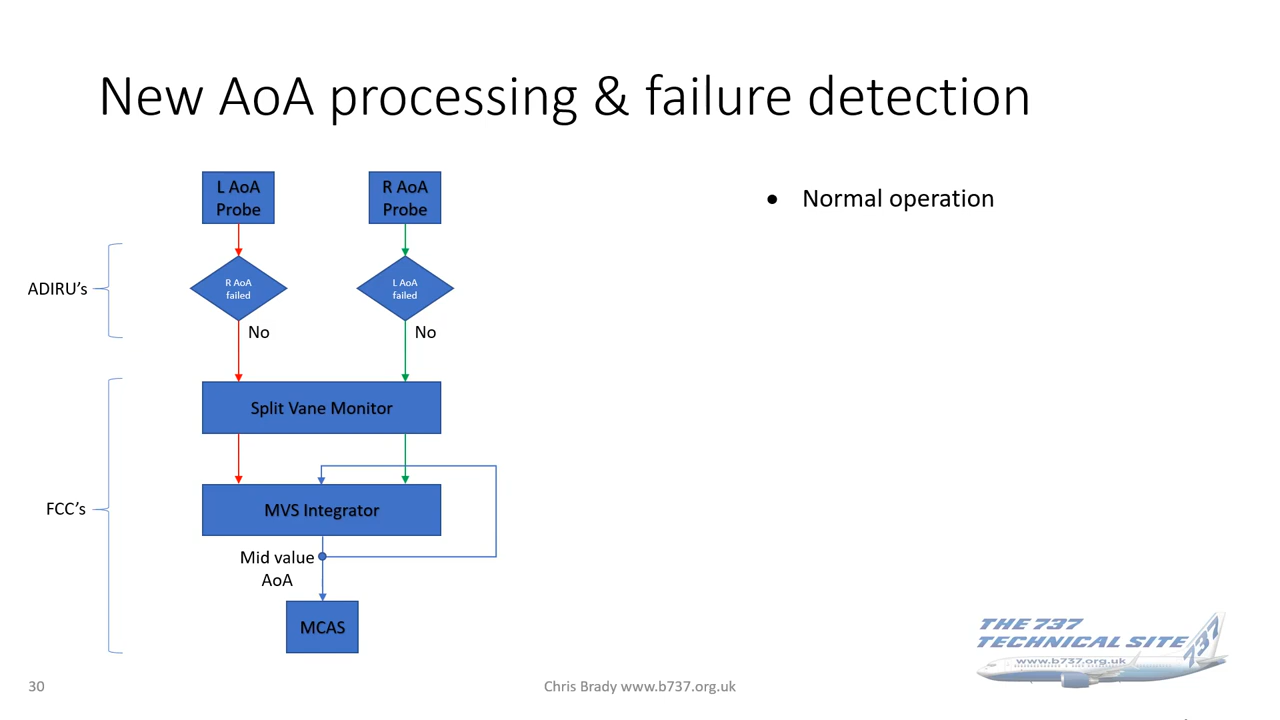 New AoA processing & failure detection
L AoA
Probe
R AoA
Probe
• Normal operation
R AoA
failed
L AoA
failed
ADIRU’s
No
No
Split Vane Monitor
FCC’s
MVS Integrator
Mid value
AoA
MCAS
THE 737
TECHNICAL SITE
737
www.b737.org.uk
30
Chris Brady www.b737.org.uk